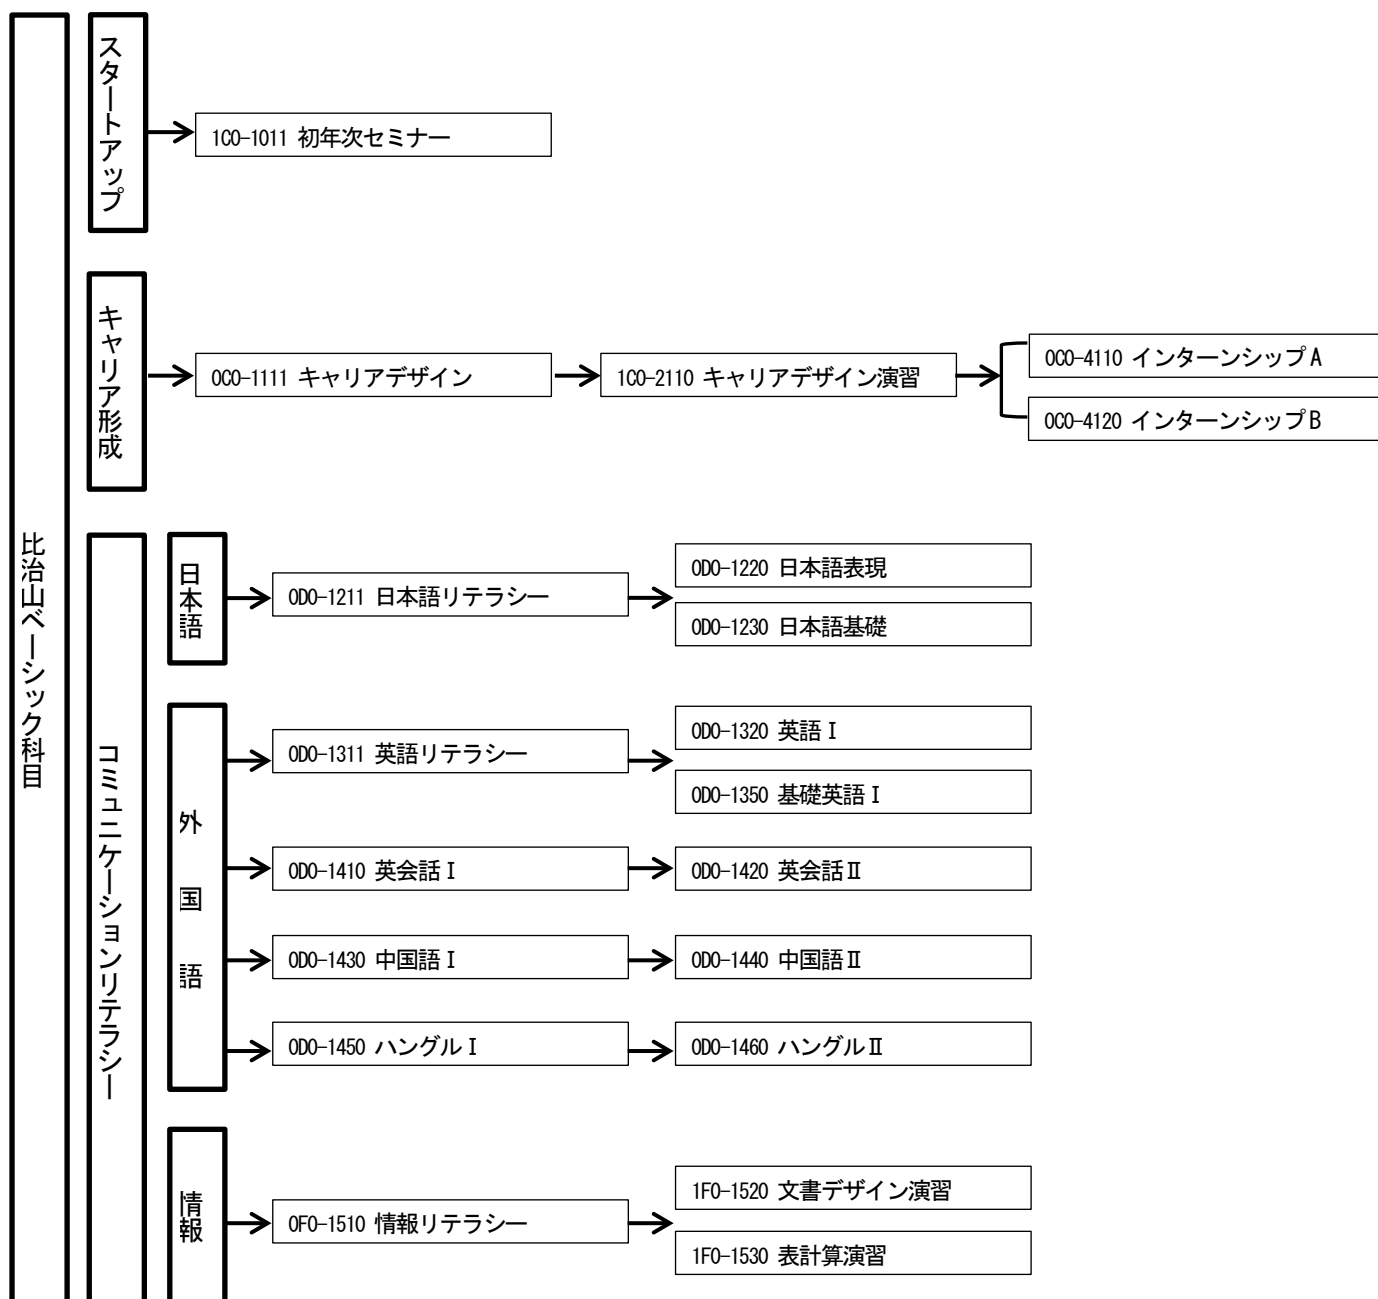 比治山ベーシック科目
スタートアップ
1C0-1011 初年次セミナー
キャリア形成
0C0-1111 キャリアデザイン
1C0-2110 キャリアデザイン演習
0C0-4110 インターンシップA
0C0-4120 インターンシップB
コミュニケーションリテラシー
日本語
0D0-1211 日本語リテラシー
0D0-1220 日本語表現
0D0-1230 日本語基礎
外国語
0D0-1311 英語リテラシー
0D0-1320 英語Ⅰ
0D0-1350 基礎英語Ⅰ
0D0-1410 英会話Ⅰ
0D0-1420 英会話Ⅱ
0D0-1430 中国語Ⅰ
0D0-1440 中国語Ⅱ
0D0-1450 ハングルⅠ
0D0-1460 ハングルⅡ
情報
0F0-1510 情報リテラシー
1F0-1520 文書デザイン演習
1F0-1530 表計算演習